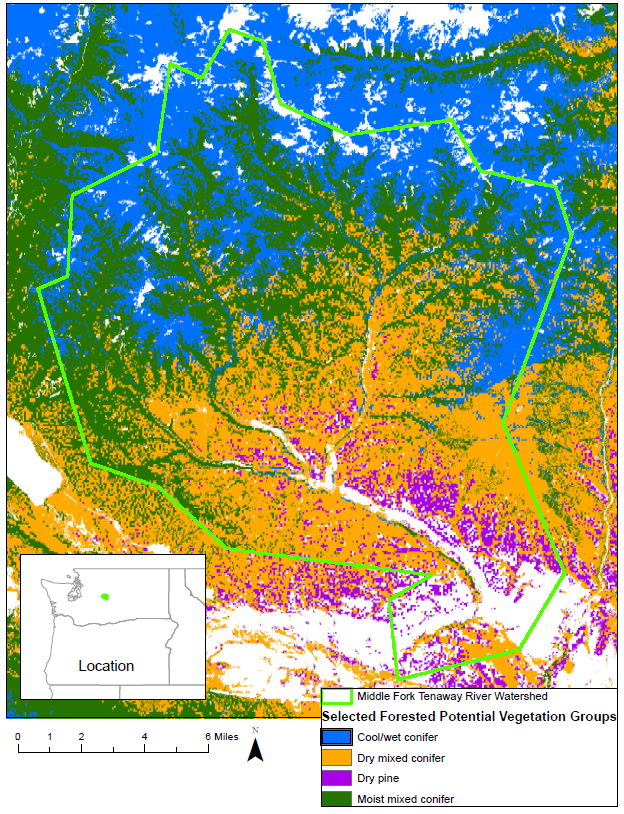 Location
Middle Fork Tenaway River Watershed
Selected Forested Potential Vegetation Groups
Cool/wet conifer
Dry mixed conifer
Dry pine
Moist mixed conifer
0 1 2 4 6 Miles
N